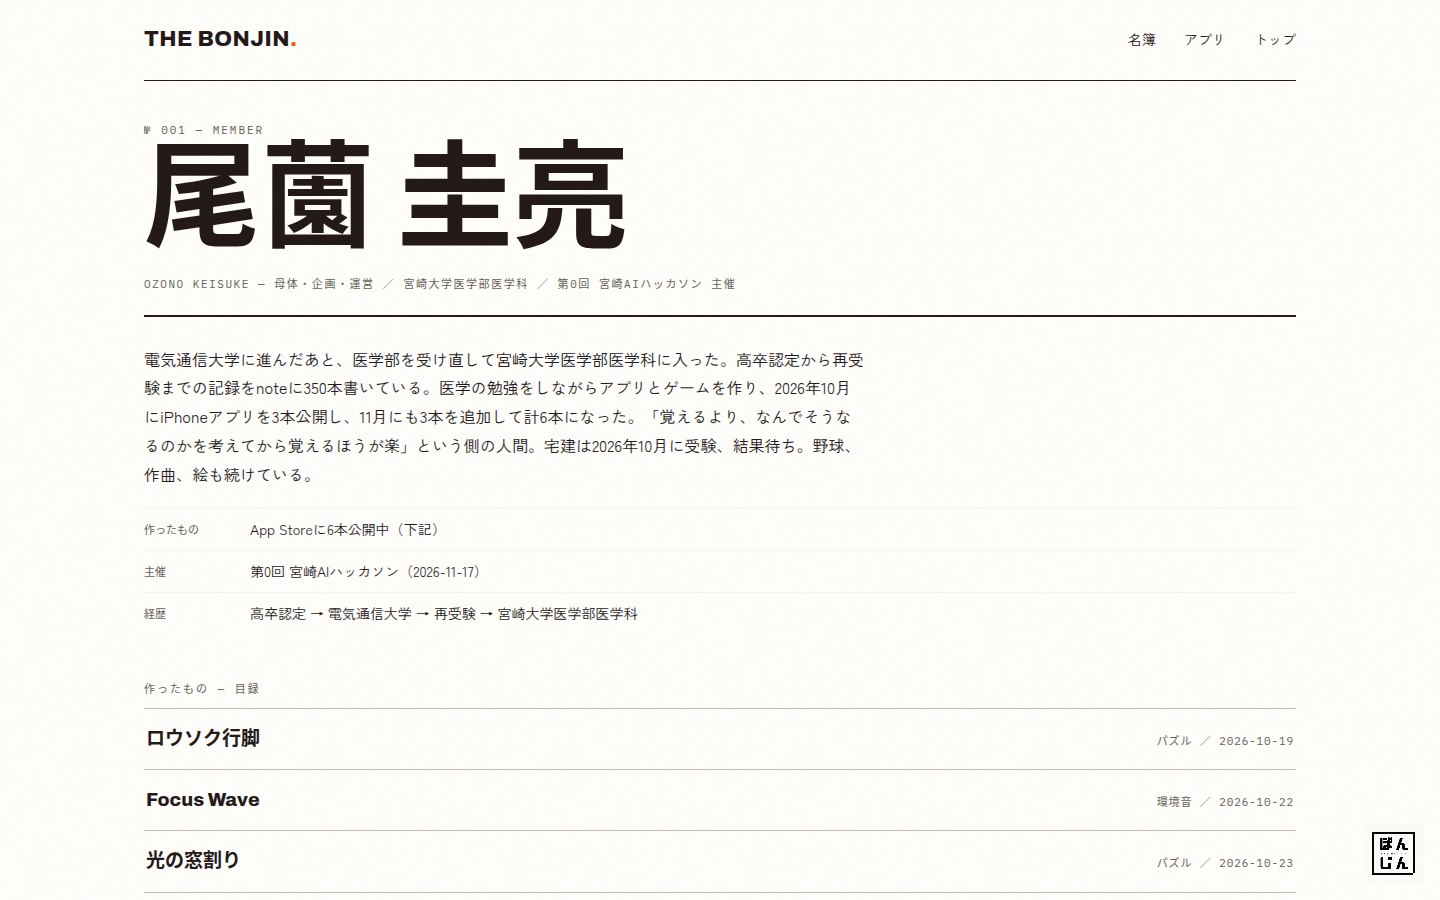 THE BONJIN.
名簿 アプリ トップ
№ 001 — MEMBER
尾薗 圭亮
OZONO KEISUKE — 母体・企画・運営 ／ 宮崎大学医学部医学科 ／ 第0回 宮崎AIハッカソン 主催
電気通信大学に進んだあと、医学部を受け直して宮崎大学医学部医学科に入った。高卒認定から再受
験までの記録をnoteに350本書いている。医学の勉強をしながらアプリとゲームを作り、2026年10月
にiPhoneアプリを3本公開し、11月にも3本を追加して計6本になった。「覚えるより、なんでそうな
るのかを考えてから覚えるほうが楽」という側の人間。宅建は2026年10月に受験、結果待ち。野球、
作曲、絵も続けている。
作ったもの App Storeに6本公開中（下記）
主催 第0回 宮崎AIハッカソン（2026-11-17）
経歴 高卒認定 → 電気通信大学 → 再受験 → 宮崎大学医学部医学科
作ったもの — 目録
ロウソク行脚 パズル ／ 2026-10-19
Focus Wave 環境音 ／ 2026-10-22
光の窓割り パズル ／ 2026-10-23
ぼん
じん